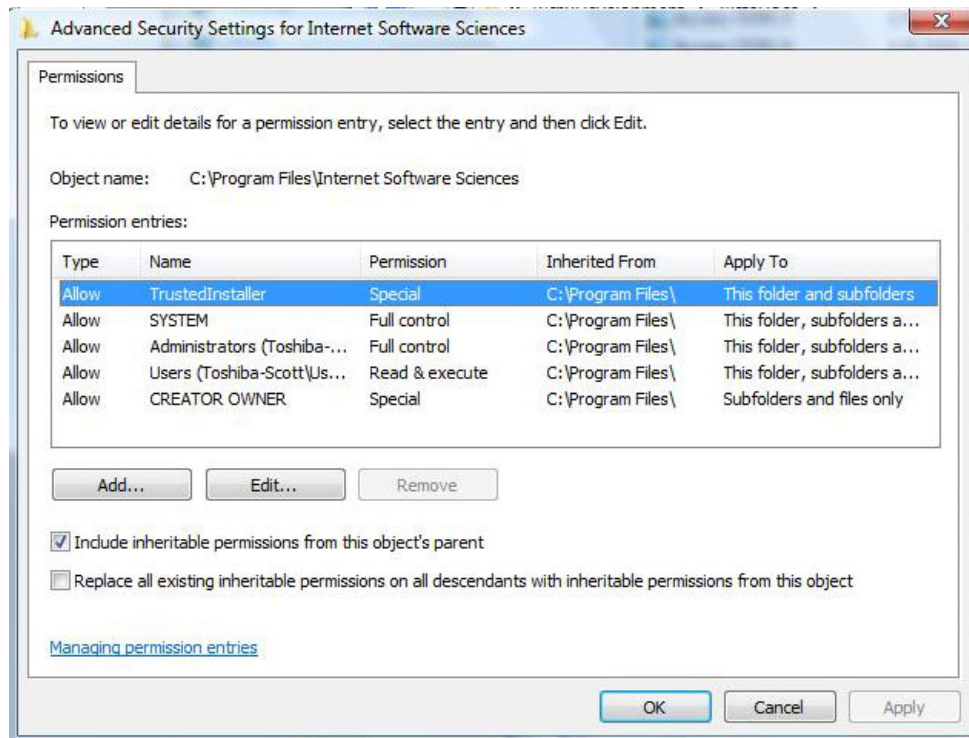 Advanced Security Settings for Internet Software Sciences
Permissions
To view or edit details for a permission entry, select the entry and then click Edit.
Object name: C:\Program Files\Internet Software Sciences
Permission entries:
Type Name Permission Inherited From Apply To
Allow TrustedInstaller Special C:\Program Files\ This folder and subfolders
Allow SYSTEM Full control C:\Program Files\ This folder, subfolders a...
Allow Administrators (Toshiba-... Full control C:\Program Files\ This folder, subfolders a...
Allow Users (Toshiba-Scott\Us... Read & execute C:\Program Files\ This folder, subfolders a...
Allow CREATOR OWNER Special C:\Program Files\ Subfolders and files only
Add... Edit... Remove
Include inheritable permissions from this object's parent
Replace all existing inheritable permissions on all descendants with inheritable permissions from this object
Managing permission entries
OK Cancel Apply